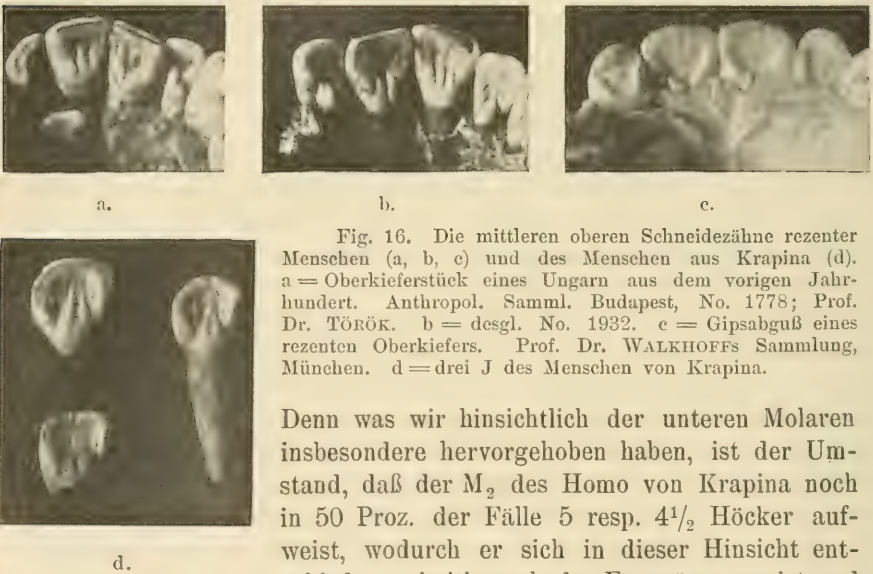 a.
b.
c.
Fig. 16. Die mittleren oberen Schneidezähne rezenter
Menschen (a, b, c) und des Menschen aus Krapina (d).
a = Oberkieferstück eines Ungarn aus dem vorigen Jahr-
hundert. Anthropol. Samml. Budapest, No. 1778; Prof.
Dr. TÖRÖK. b = desgl. No. 1932. c = Gipsabguß eines
rezenten Oberkiefers. Prof. Dr. WALKHOFFS Sammlung,
München. d = drei J des Menschen von Krapina.
Denn was wir hinsichtlich der unteren Molaren
insbesondere hervorgehoben haben, ist der Um-
stand, daß der M₂ des Homo von Krapina noch
in 50 Proz. der Fälle 5 resp. 4¹/₂ Höcker auf-
weist, wodurch er sich in dieser Hinsicht ent-
d.